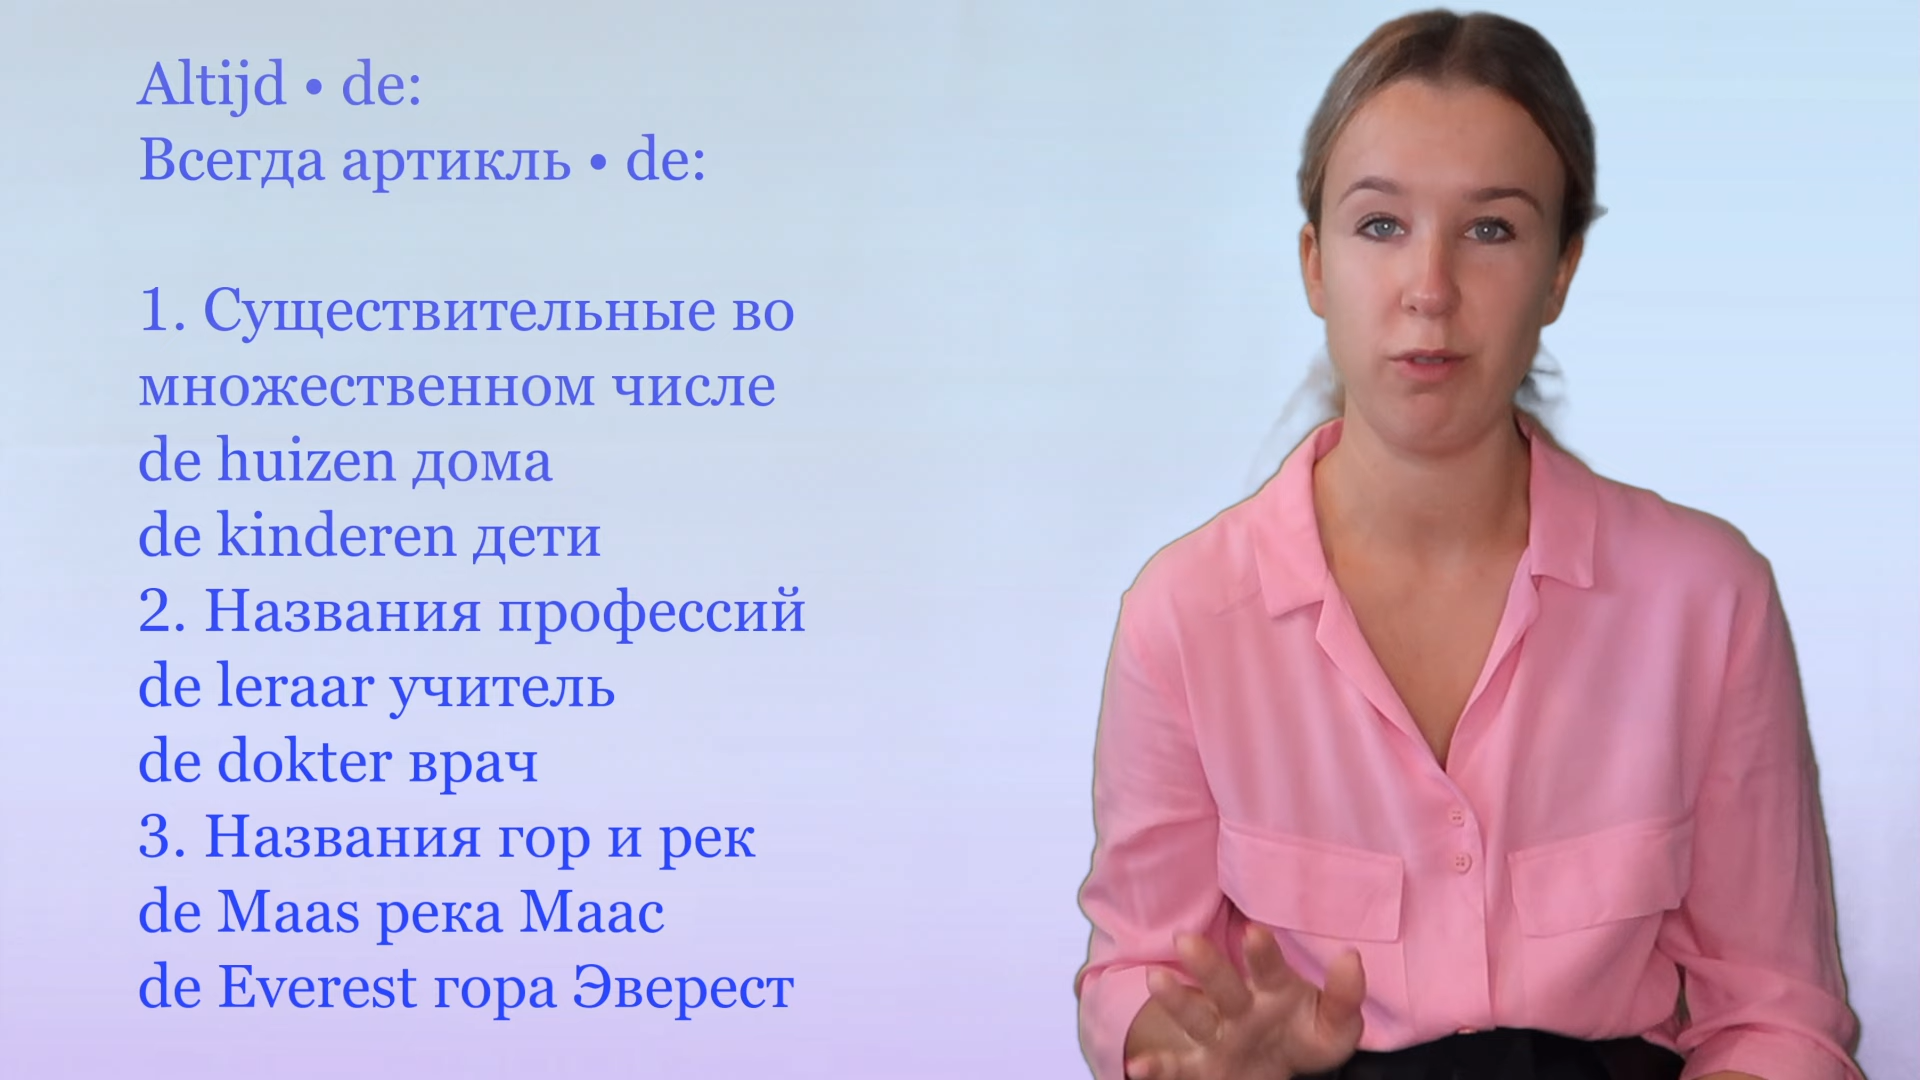 Altijd • de:
Всегда артикль • de:
1. Существительные во
множественном числе
de huizen дома
de kinderen дети
2. Названия профессий
de leraar учитель
de dokter врач
3. Названия гор и рек
de Maas река Маас
de Everest гора Эверест